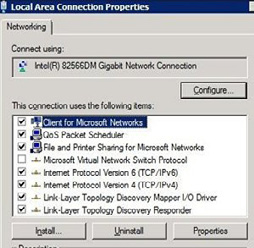 Local Area Connection Properties
Networking
Connect using:
Intel(R) 82566DM Gigabit Network Connection
Configure...
This connection uses the following items:
Client for Microsoft Networks
QoS Packet Scheduler
File and Printer Sharing for Microsoft Networks
Microsoft Virtual Network Switch Protocol
Internet Protocol Version 6 (TCP/IPv6)
Internet Protocol Version 4 (TCP/IPv4)
Link-Layer Topology Discovery Mapper I/O Driver
Link-Layer Topology Discovery Responder
Install...
Uninstall
Properties